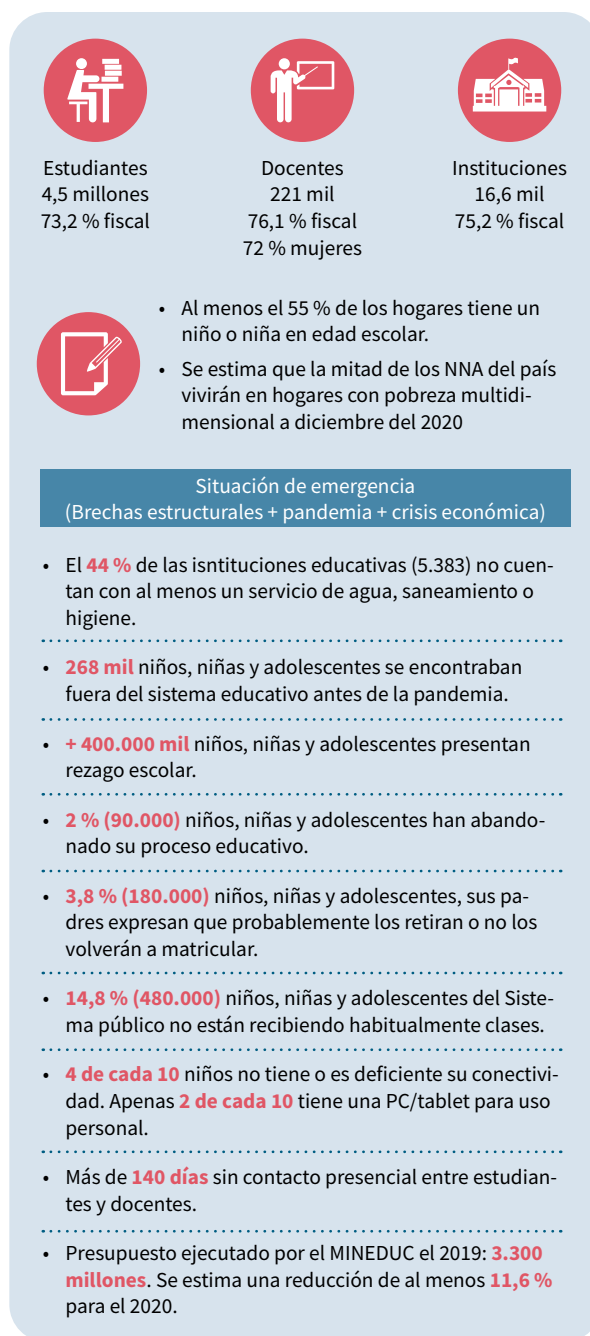 Estudiantes
4,5 millones
73,2 % fiscal
Docentes
221 mil
76,1 % fiscal
72 % mujeres
Instituciones
16,6 mil
75,2 % fiscal
• Al menos el 55 % de los hogares tiene un
niño o niña en edad escolar.
• Se estima que la mitad de los NNA del país
vivirán en hogares con pobreza multidi-
mensional a diciembre del 2020
Situación de emergencia
(Brechas estructurales + pandemia + crisis económica)
• El 44 % de las isntituciones educativas (5.383) no cuen-
tan con al menos un servicio de agua, saneamiento o
higiene.
• 268 mil niños, niñas y adolescentes se encontraban
fuera del sistema educativo antes de la pandemia.
• + 400.000 mil niños, niñas y adolescentes presentan
rezago escolar.
• 2 % (90.000) niños, niñas y adolescentes han abando-
nado su proceso educativo.
• 3,8 % (180.000) niños, niñas y adolescentes, sus pa-
dres expresan que probablemente los retiran o no los
volverán a matricular.
• 14,8 % (480.000) niños, niñas y adolescentes del Siste-
ma público no están recibiendo habitualmente clases.
• 4 de cada 10 niños no tiene o es deficiente su conectivi-
dad. Apenas 2 de cada 10 tiene una PC/tablet para uso
personal.
• Más de 140 días sin contacto presencial entre estudian-
tes y docentes.
• Presupuesto ejecutado por el MINEDUC el 2019: 3.300
millones. Se estima una reducción de al menos 11,6 %
para el 2020.